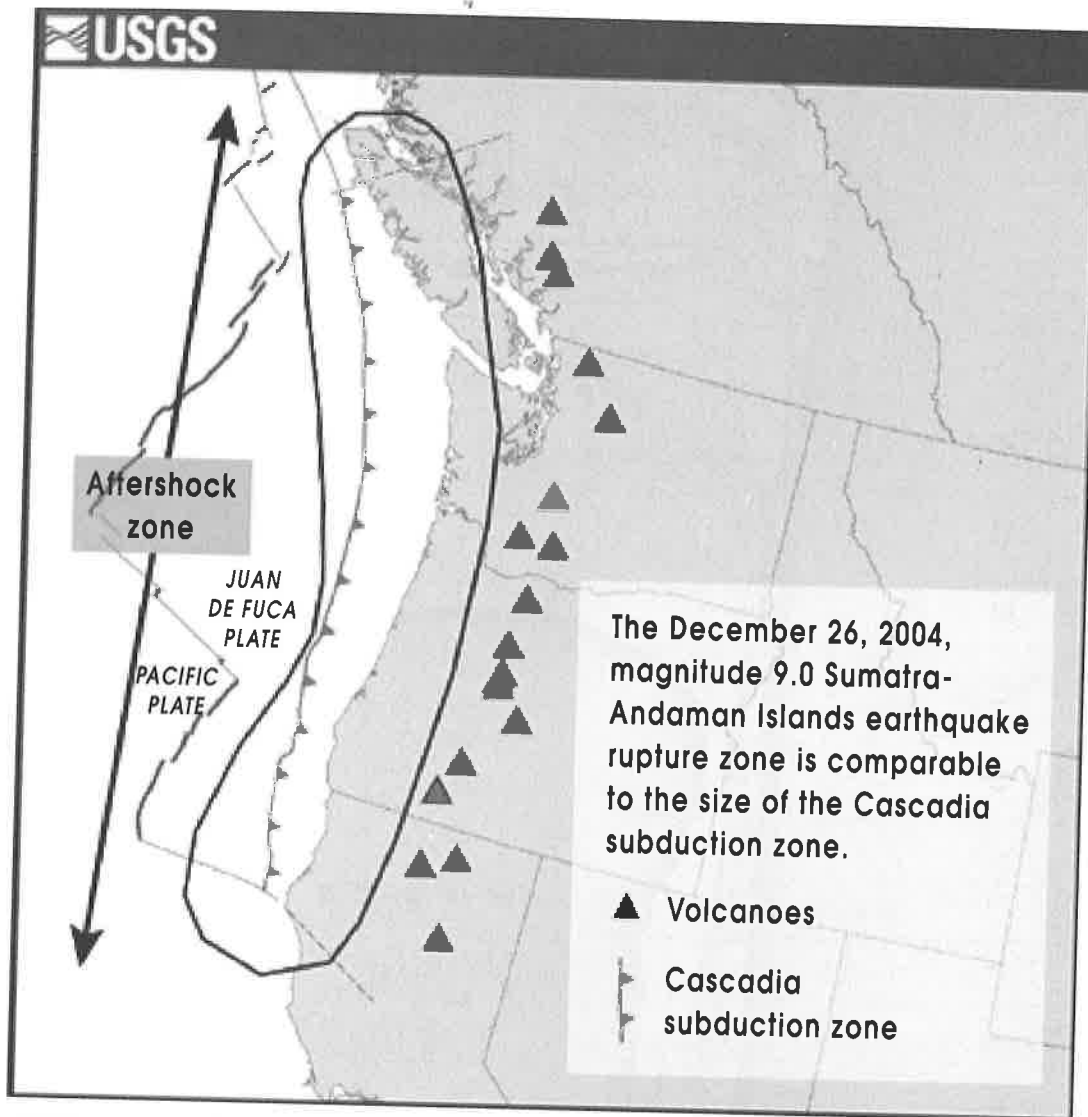 USGS
Aftershock
zone
JUAN
DE FUCA
PLATE
PACIFIC
PLATE
The December 26, 2004,
magnitude 9.0 Sumatra-
Andaman Islands earthquake
rupture zone is comparable
to the size of the Cascadia
subduction zone.
Volcanoes
Cascadia
subduction zone